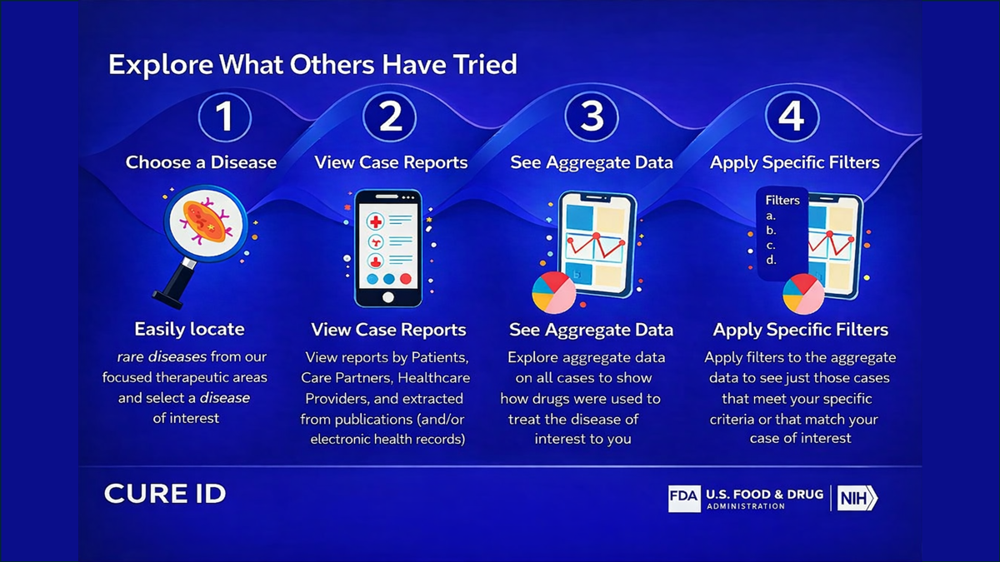 Explore What Others Have Tried
1
Choose a Disease
Easily locate
rare diseases from our
focused therapeutic areas
and select a disease
of interest
2
View Case Reports
View Case Reports
View reports by Patients,
Care Partners, Healthcare
Providers, and extracted
from publications (and/or
electronic health records)
3
See Aggregate Data
See Aggregate Data
Explore aggregate data
on all cases to show
how drugs were used to
treat the disease of
interest to you
4
Apply Specific Filters
Filters
a.
b.
c.
d.
Apply Specific Filters
Apply filters to the aggregate
data to see just those cases
that meet your specific
criteria or that match your
case of interest
CURE ID
FDA U.S. FOOD & DRUG
ADMINISTRATION
NIH